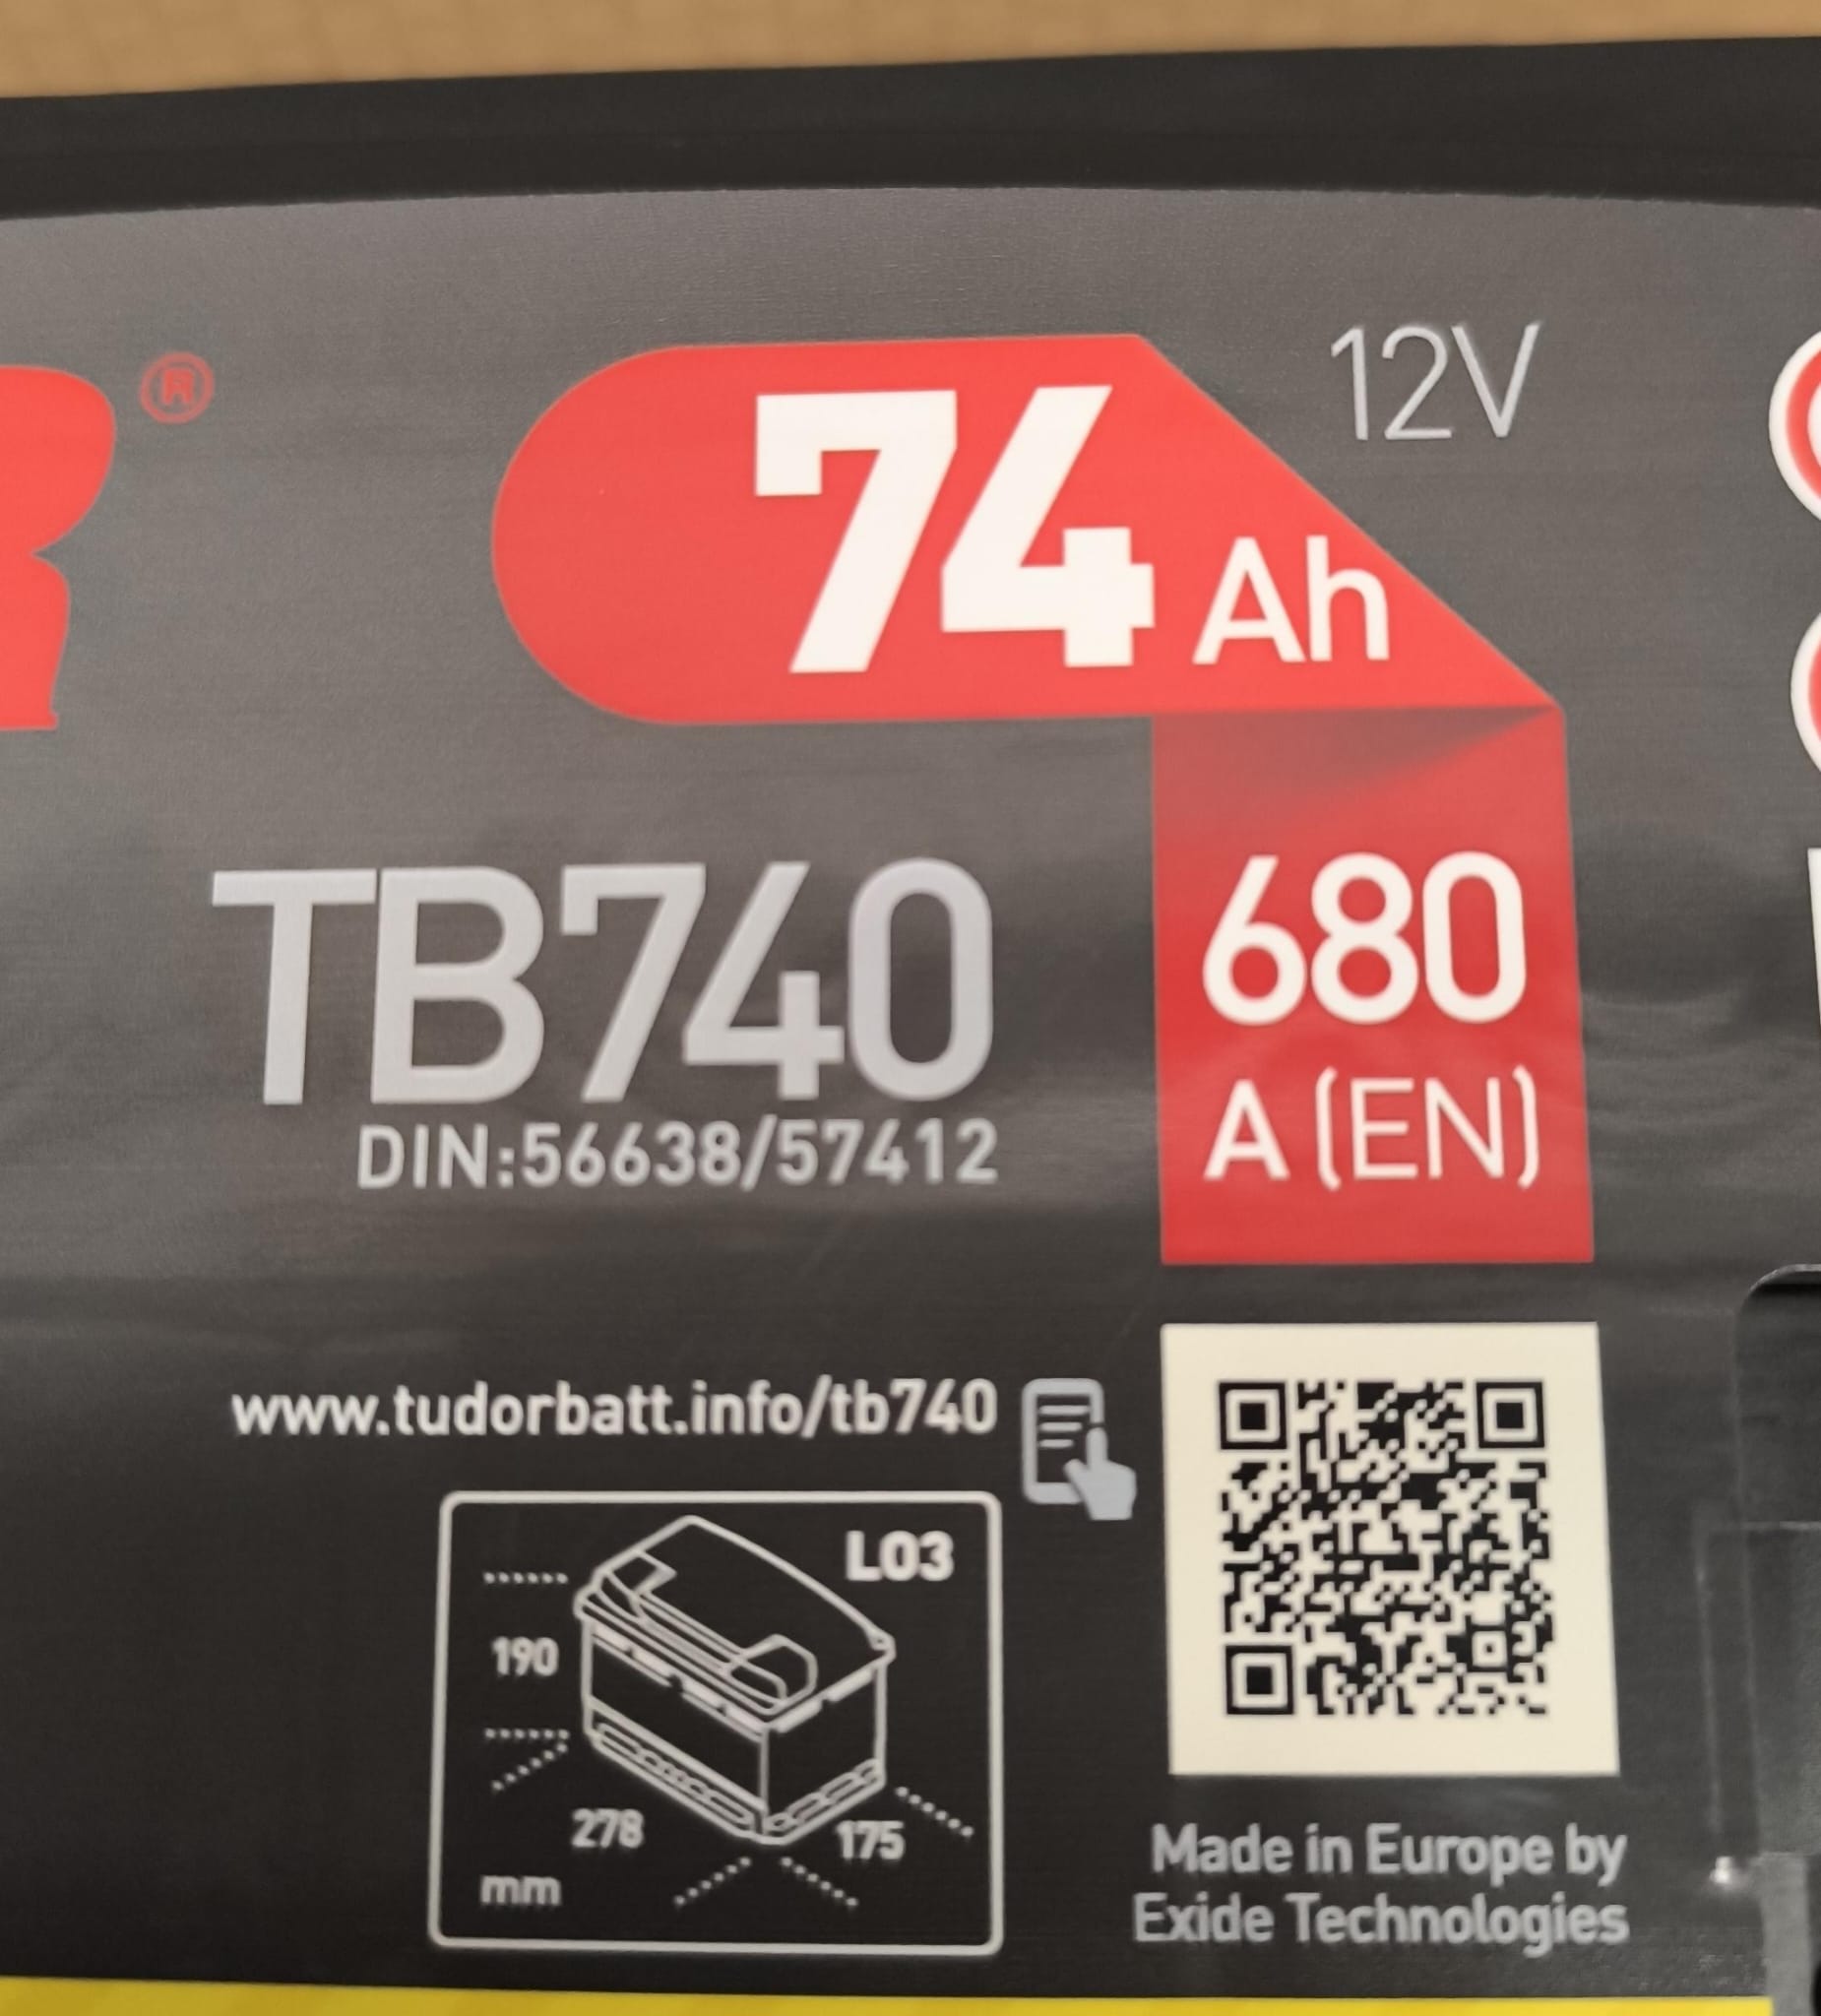 R ®
12V
74 Ah
TB740
680
A (EN)
DIN:56638/57412
www.tudorbatt.info/tb740
L03
190
278
175
mm
Made in Europe by
Exide Technologies